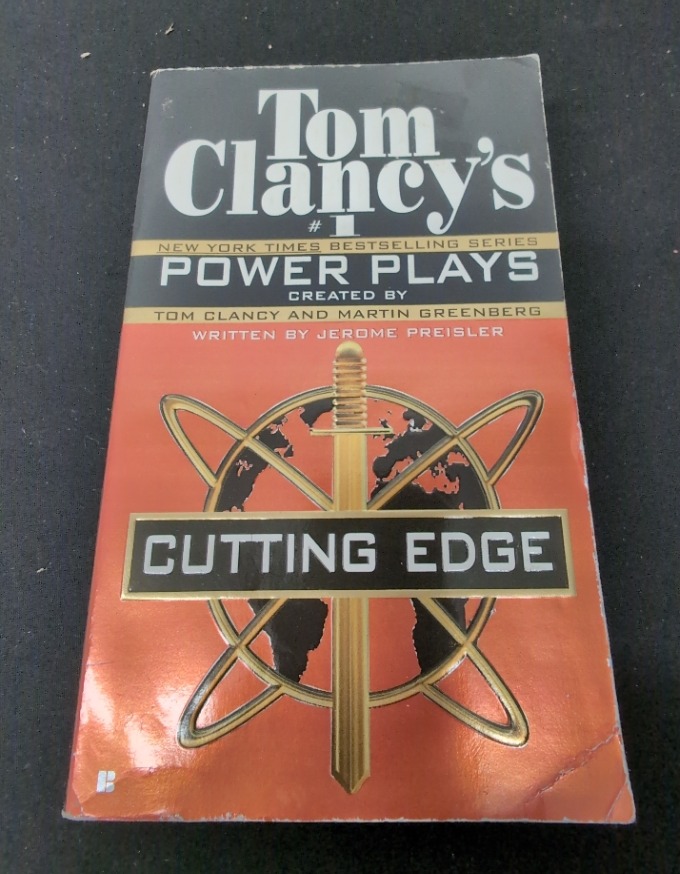 Tom
Clancy's
#1
NEW YORK TIMES BESTSELLING SERIES
POWER PLAYS
CREATED BY
TOM CLANCY AND MARTIN GREENBERG
WRITTEN BY JEROME PREISLER
CUTTING EDGE
B